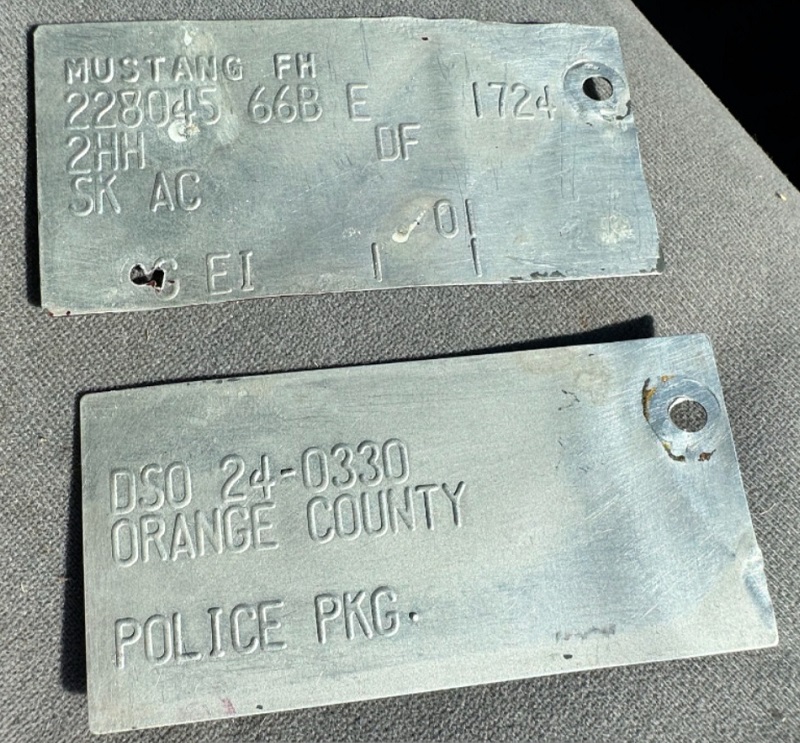 MUSTANG FH
228045 66B E 1724
2HH DF
SK AC
01
C EI 1 1
DSO 24-0330
ORANGE COUNTY
POLICE PKG.